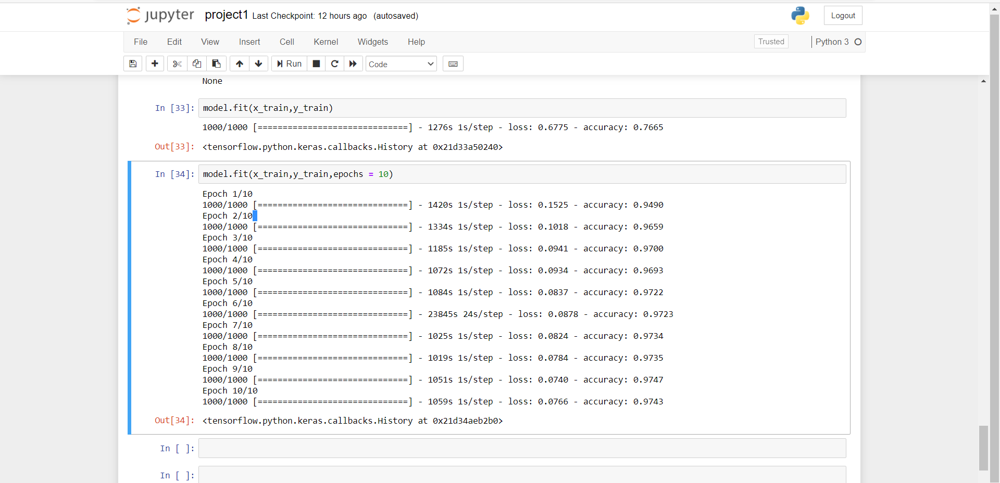 jupyter project1 Last Checkpoint: 12 hours ago (autosaved) Logout
File Edit View Insert Cell Kernel Widgets Help Trusted Python 3
Run Code
None
In [33]: model.fit(x_train,y_train)
1000/1000 [==============================] - 1276s 1s/step - loss: 0.6775 - accuracy: 0.7665
Out[33]: <tensorflow.python.keras.callbacks.History at 0x21d33a50240>
In [34]: model.fit(x_train,y_train,epochs = 10)
Epoch 1/10
1000/1000 [==============================] - 1420s 1s/step - loss: 0.1525 - accuracy: 0.9490
Epoch 2/10
1000/1000 [==============================] - 1334s 1s/step - loss: 0.1018 - accuracy: 0.9659
Epoch 3/10
1000/1000 [==============================] - 1185s 1s/step - loss: 0.0941 - accuracy: 0.9700
Epoch 4/10
1000/1000 [==============================] - 1072s 1s/step - loss: 0.0934 - accuracy: 0.9693
Epoch 5/10
1000/1000 [==============================] - 1084s 1s/step - loss: 0.0837 - accuracy: 0.9722
Epoch 6/10
1000/1000 [==============================] - 23845s 24s/step - loss: 0.0878 - accuracy: 0.9723
Epoch 7/10
1000/1000 [==============================] - 1025s 1s/step - loss: 0.0824 - accuracy: 0.9734
Epoch 8/10
1000/1000 [==============================] - 1019s 1s/step - loss: 0.0784 - accuracy: 0.9735
Epoch 9/10
1000/1000 [==============================] - 1051s 1s/step - loss: 0.0740 - accuracy: 0.9747
Epoch 10/10
1000/1000 [==============================] - 1059s 1s/step - loss: 0.0766 - accuracy: 0.9743
Out[34]: <tensorflow.python.keras.callbacks.History at 0x21d34aeb2b0>
In [ ]:
In [ ]: